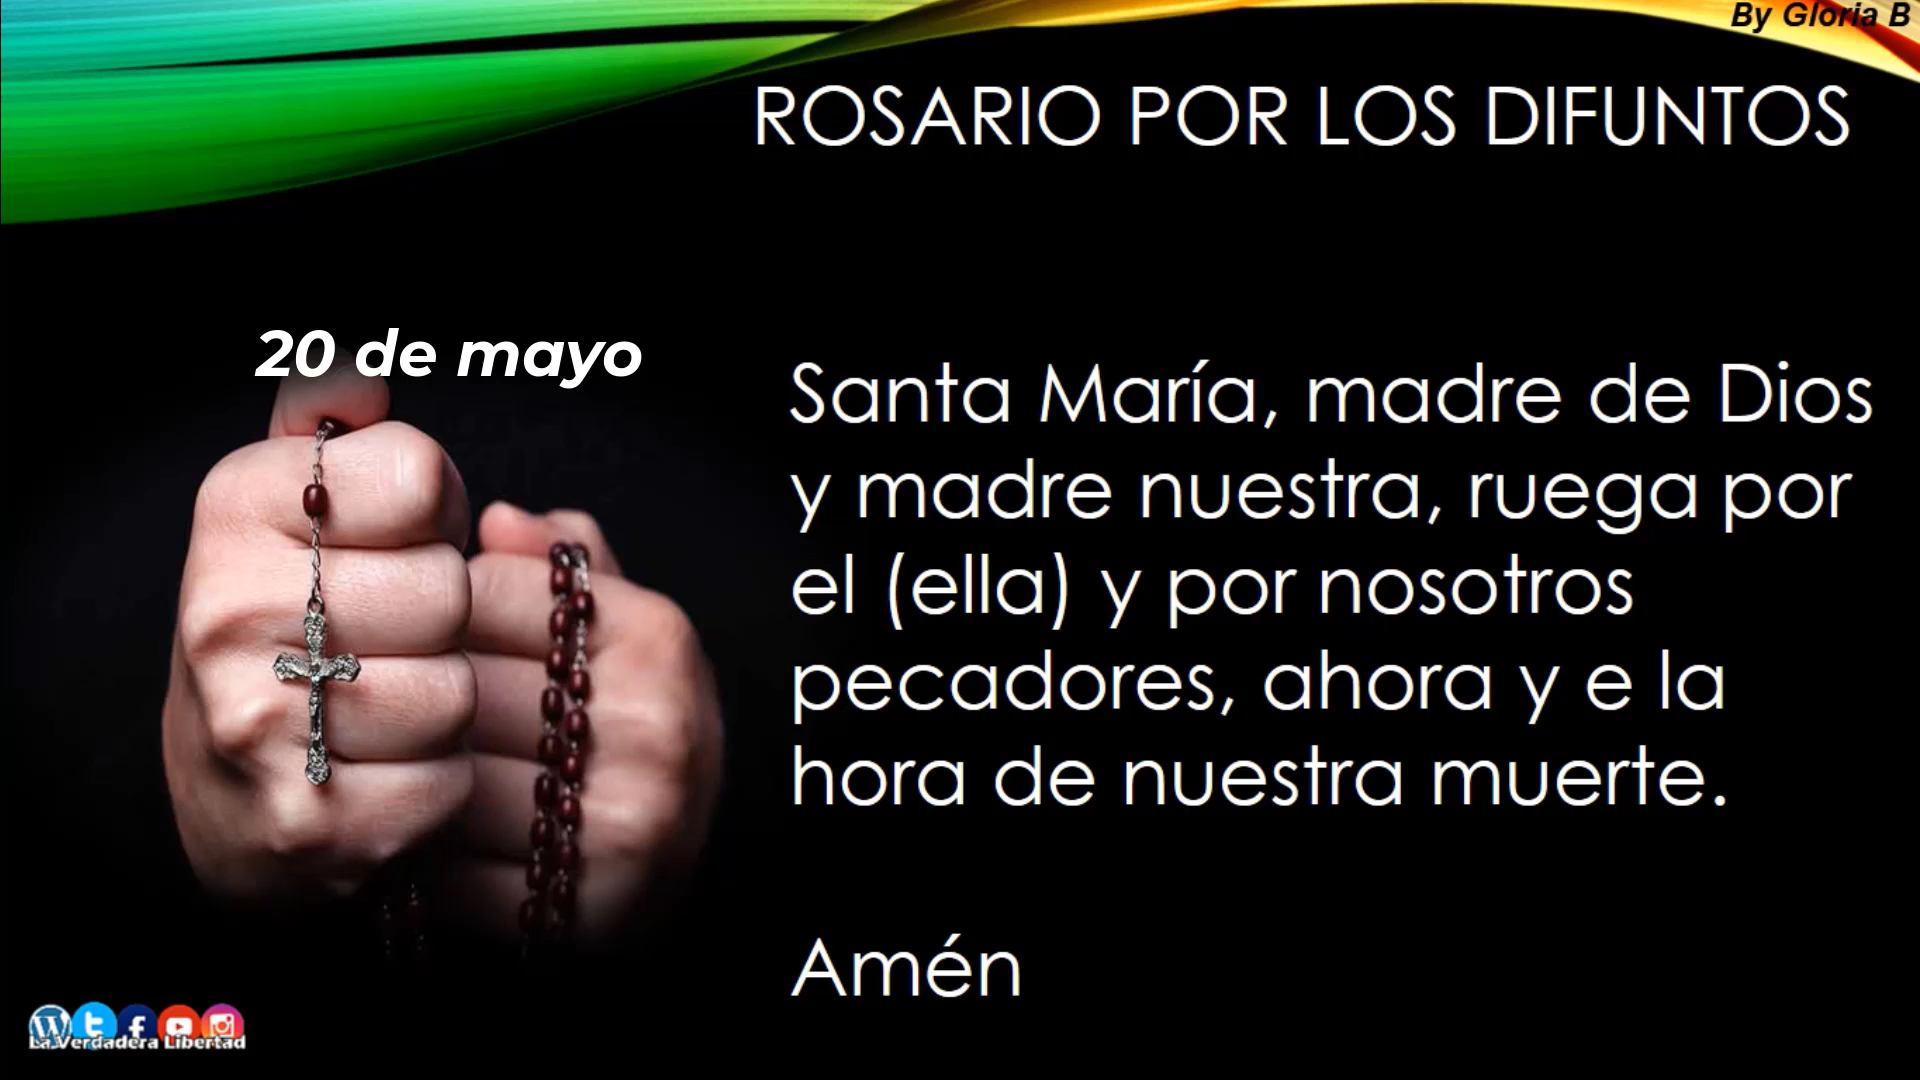 By Gloria B
ROSARIO POR LOS DIFUNTOS
20 de mayo
Santa María, madre de Dios
y madre nuestra, ruega por
el (ella) y por nosotros
pecadores, ahora y e la
hora de nuestra muerte.
Amén
La Verdadera Libertad